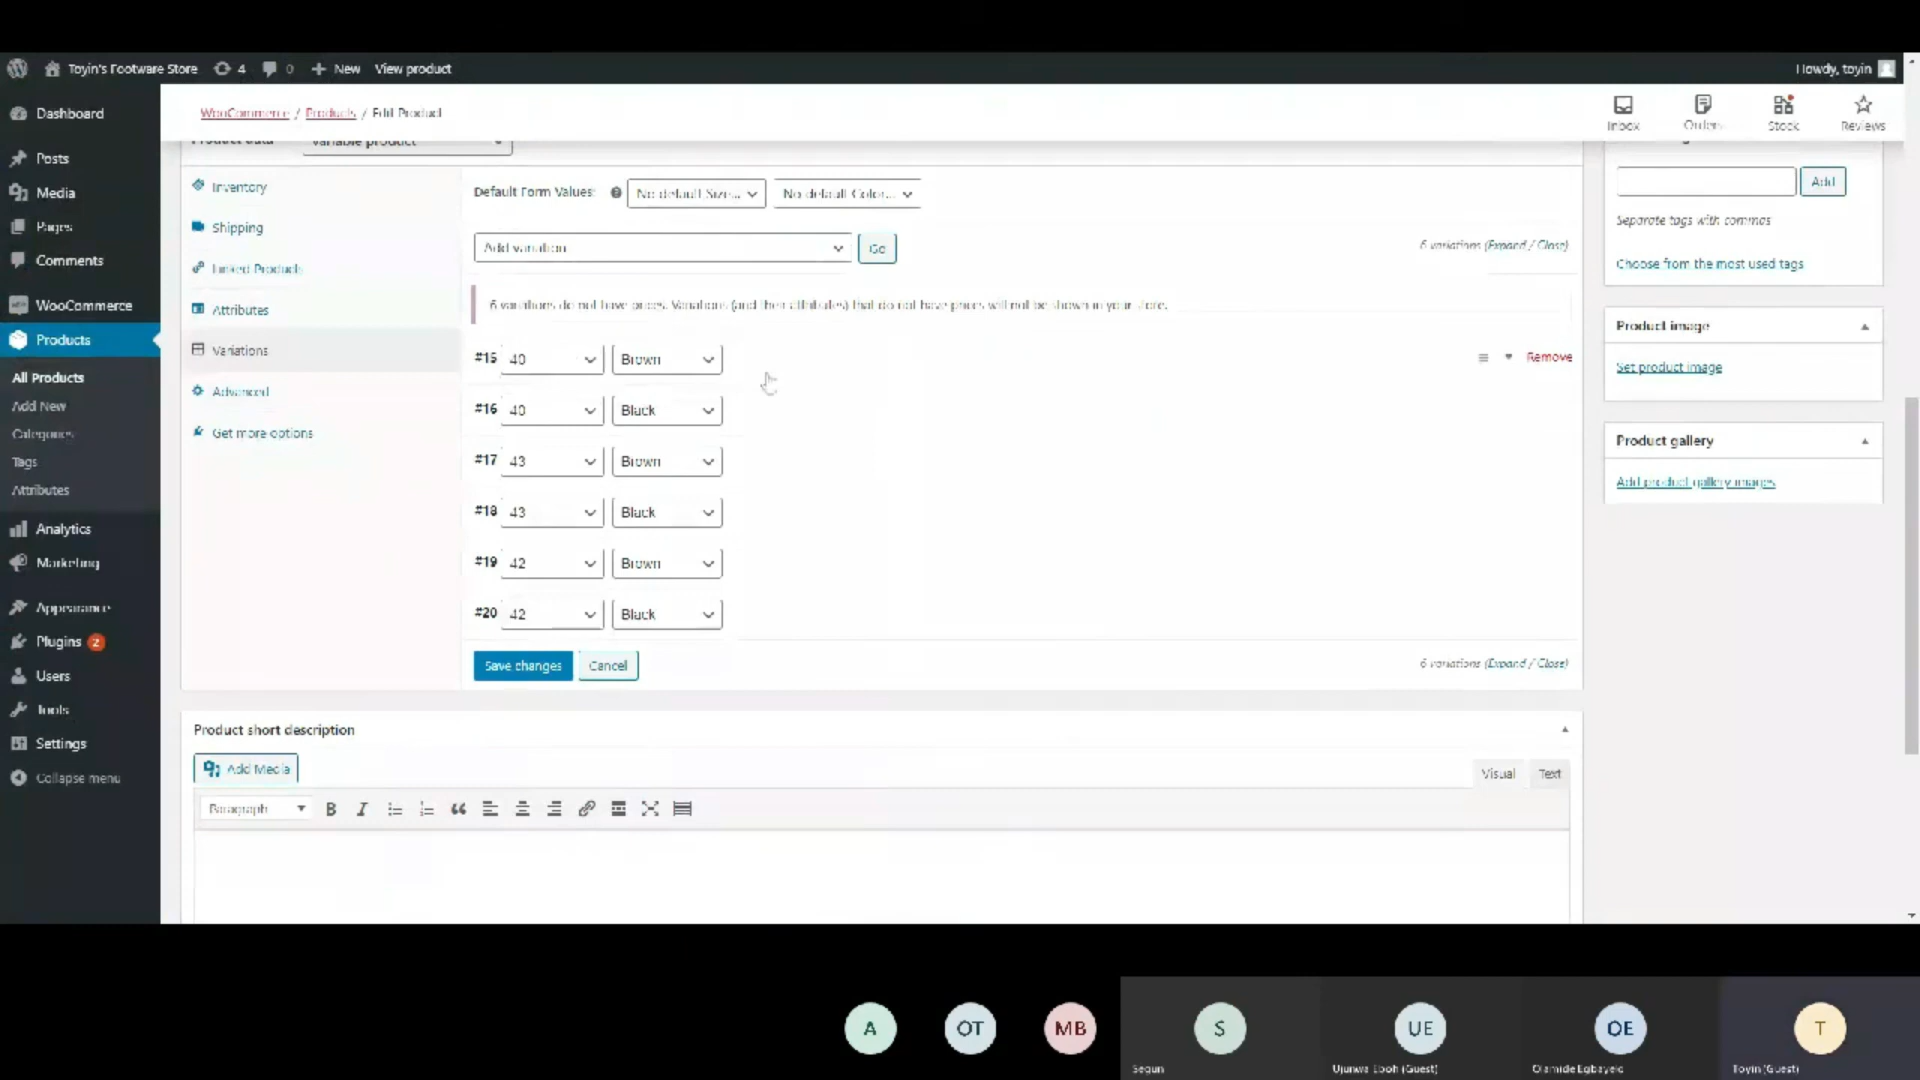 Toyin's Footware Store 4 0 New View product
Howdy, toyin
Dashboard
Posts
Media
Pages
Comments
WooCommerce
Products
All Products
Add New
Categories
Tags
Attributes
Analytics
Marketing
Appearance
Plugins 2
Users
Tools
Settings
Collapse menu
WooCommerce / Products / Edit Product
Inbox
Orders
Stock
Reviews
Product data
Variable product
Inventory
Shipping
Linked Products
Attributes
Variations
Advanced
Get more options
Default Form Values: No default Size... No default Color...
Add variation Go
6 variations (Expand / Close)
6 variations do not have prices. Variations (and their attributes) that do not have prices will not be shown in your store.
#15 40 Brown Remove
#16 40 Black
#17 43 Brown
#18 43 Black
#19 42 Brown
#20 42 Black
Save changes Cancel
6 variations (Expand / Close)
Product short description
Add Media
Visual Text
Paragraph
Add
Separate tags with commas
Choose from the most used tags
Product image
Set product image
Product gallery
Add product gallery images
A OT MB S UE OE T
Segun
(Guest)
Olamide Egbayelo
Toyin (Guest)